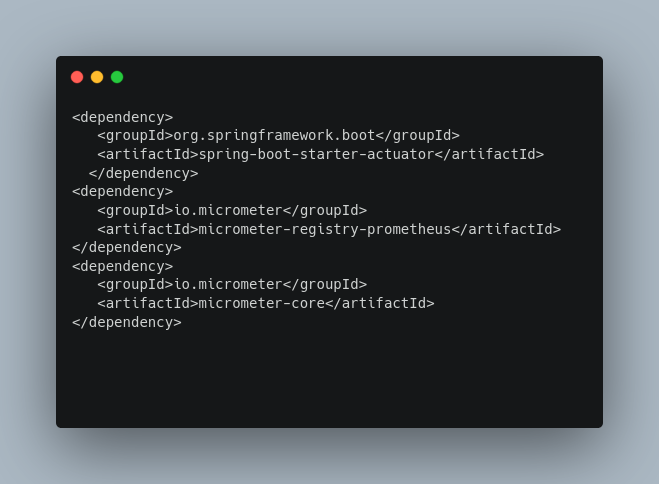 <dependency>
   <groupId>org.springframework.boot</groupId>
   <artifactId>spring-boot-starter-actuator</artifactId>
  </dependency>
<dependency>
   <groupId>io.micrometer</groupId>
   <artifactId>micrometer-registry-prometheus</artifactId>
</dependency>
<dependency>
   <groupId>io.micrometer</groupId>
   <artifactId>micrometer-core</artifactId>
</dependency>